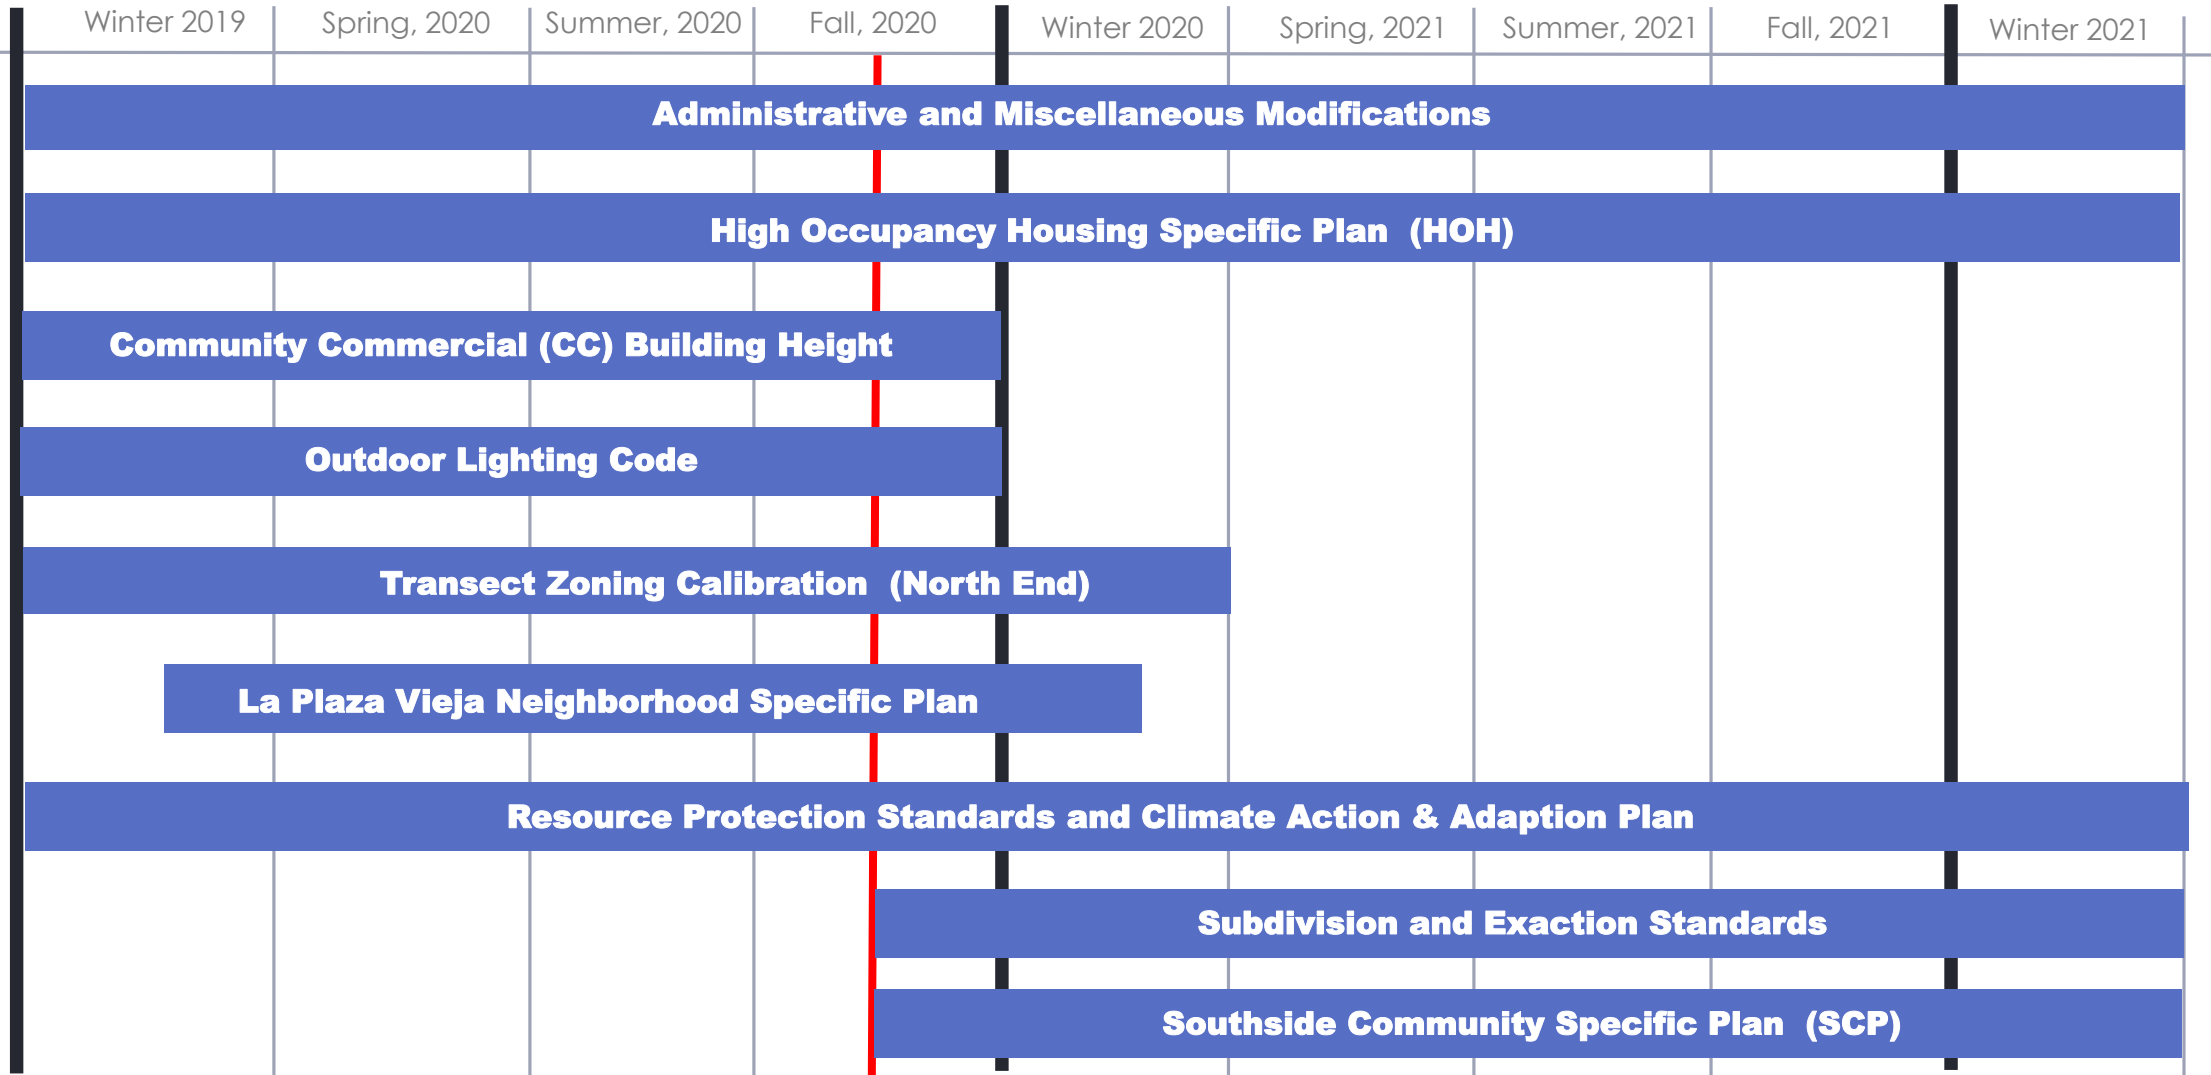 Winter 2019 Spring, 2020 Summer, 2020 Fall, 2020 Winter 2020 Spring, 2021 Summer, 2021 Fall, 2021 Winter 2021
Administrative and Miscellaneous Modifications
High Occupancy Housing Specific Plan (HOH)
Community Commercial (CC) Building Height
Outdoor Lighting Code
Transect Zoning Calibration (North End)
La Plaza Vieja Neighborhood Specific Plan
Resource Protection Standards and Climate Action & Adaption Plan
Subdivision and Exaction Standards
Southside Community Specific Plan (SCP)